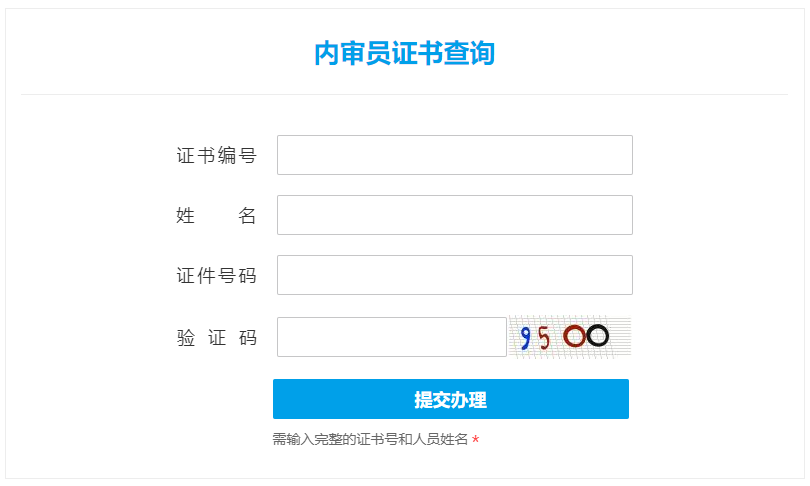 内审员证书查询
证书编号
姓 名
证件号码
验 证 码 95OO
提交办理
需输入完整的证书号和人员姓名 *